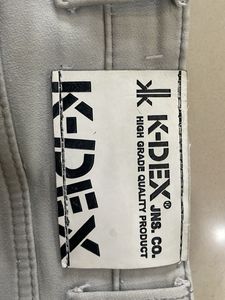 K-DEX
K-DEX®
JNS. CO.
HIGH GRADE QUALITY PRODUCT